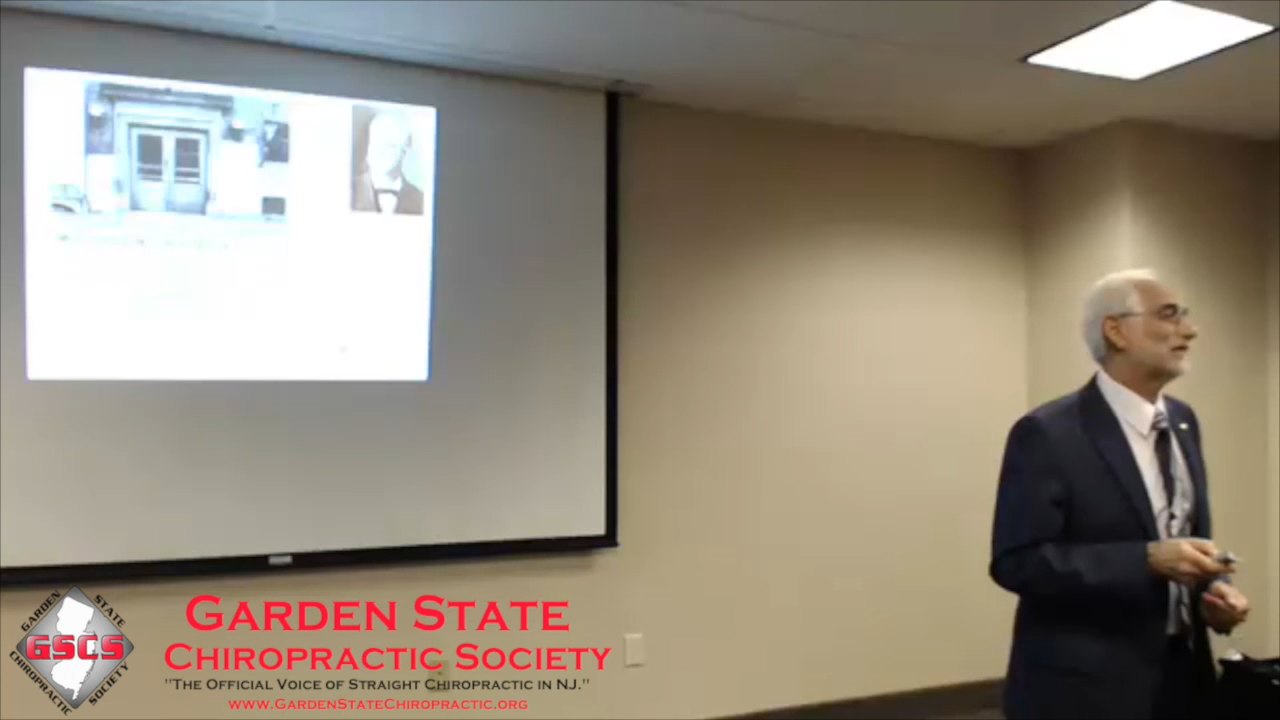 GARDEN STATE
CHIROPRACTIC SOCIETY
"THE OFFICIAL VOICE OF STRAIGHT CHIROPRACTIC IN NJ."
WWW.GARDENSTATECHIROPRACTIC.ORG
GARDEN STATE
GSCS
CHIROPRACTIC SOCIETY